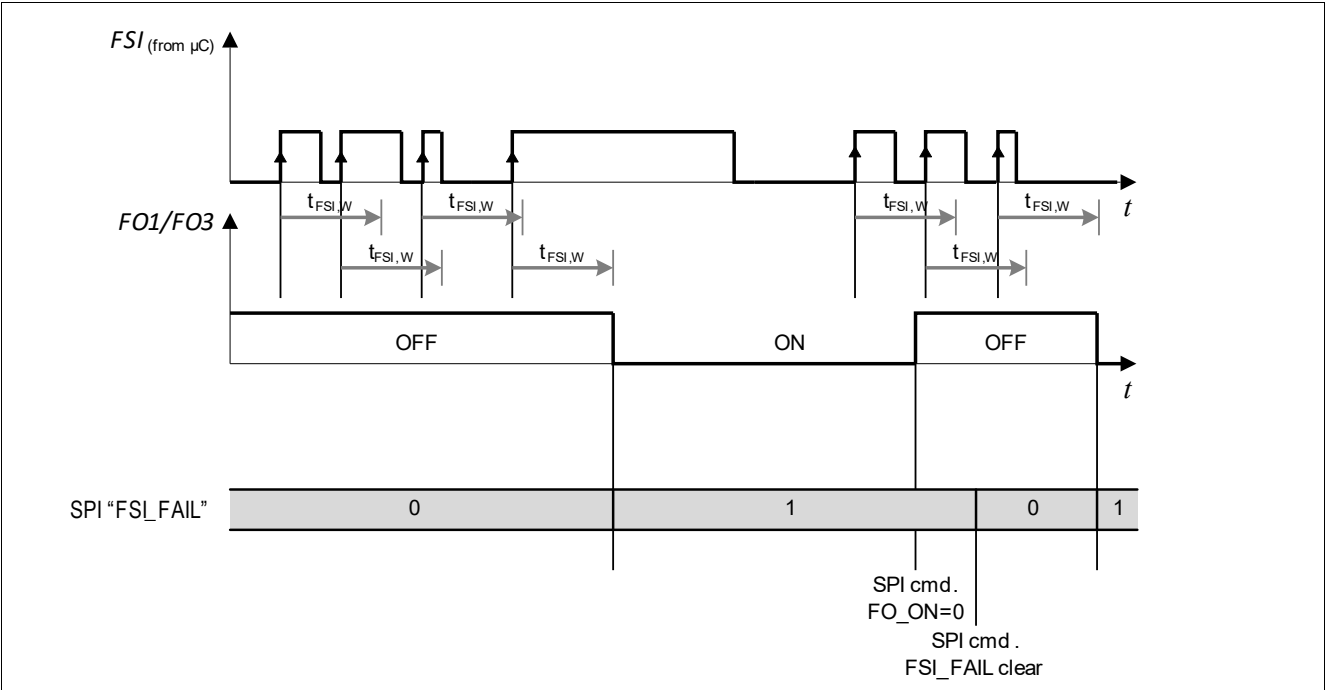 FSI (from µC)
t
FO1/FO3
tFSI,W
tFSI,W
tFSI,W
tFSI,W
tFSI,W
tFSI,W
tFSI,W
OFF
ON
OFF
t
SPI “FSI_FAIL”
0
1
0
1
SPI cmd.
FO_ON=0
SPI cmd.
FSI_FAIL clear